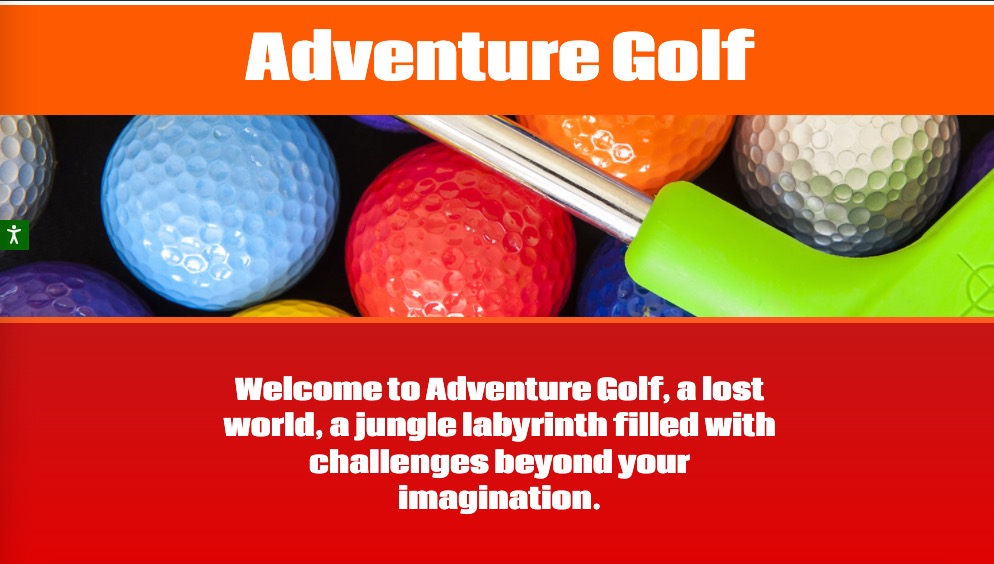 Adventure Golf
Welcome to Adventure Golf, a lost
world, a jungle labyrinth filled with
challenges beyond your
imagination.